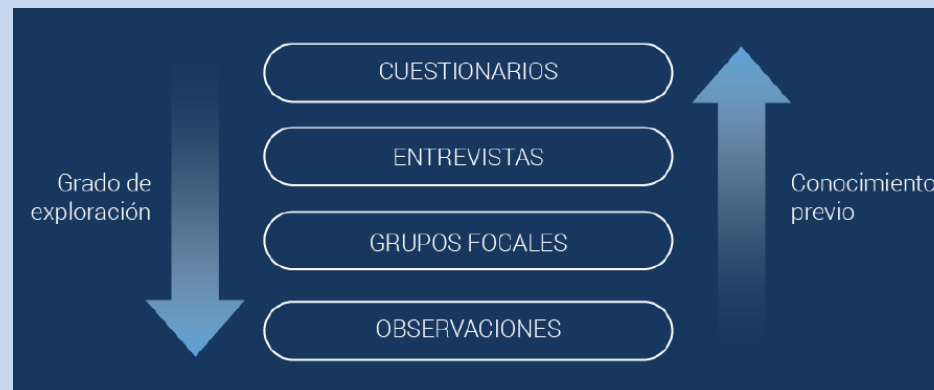 CUESTIONARIOS
ENTREVISTAS
Grado de
exploración
Conocimiento
previo
GRUPOS FOCALES
OBSERVACIONES